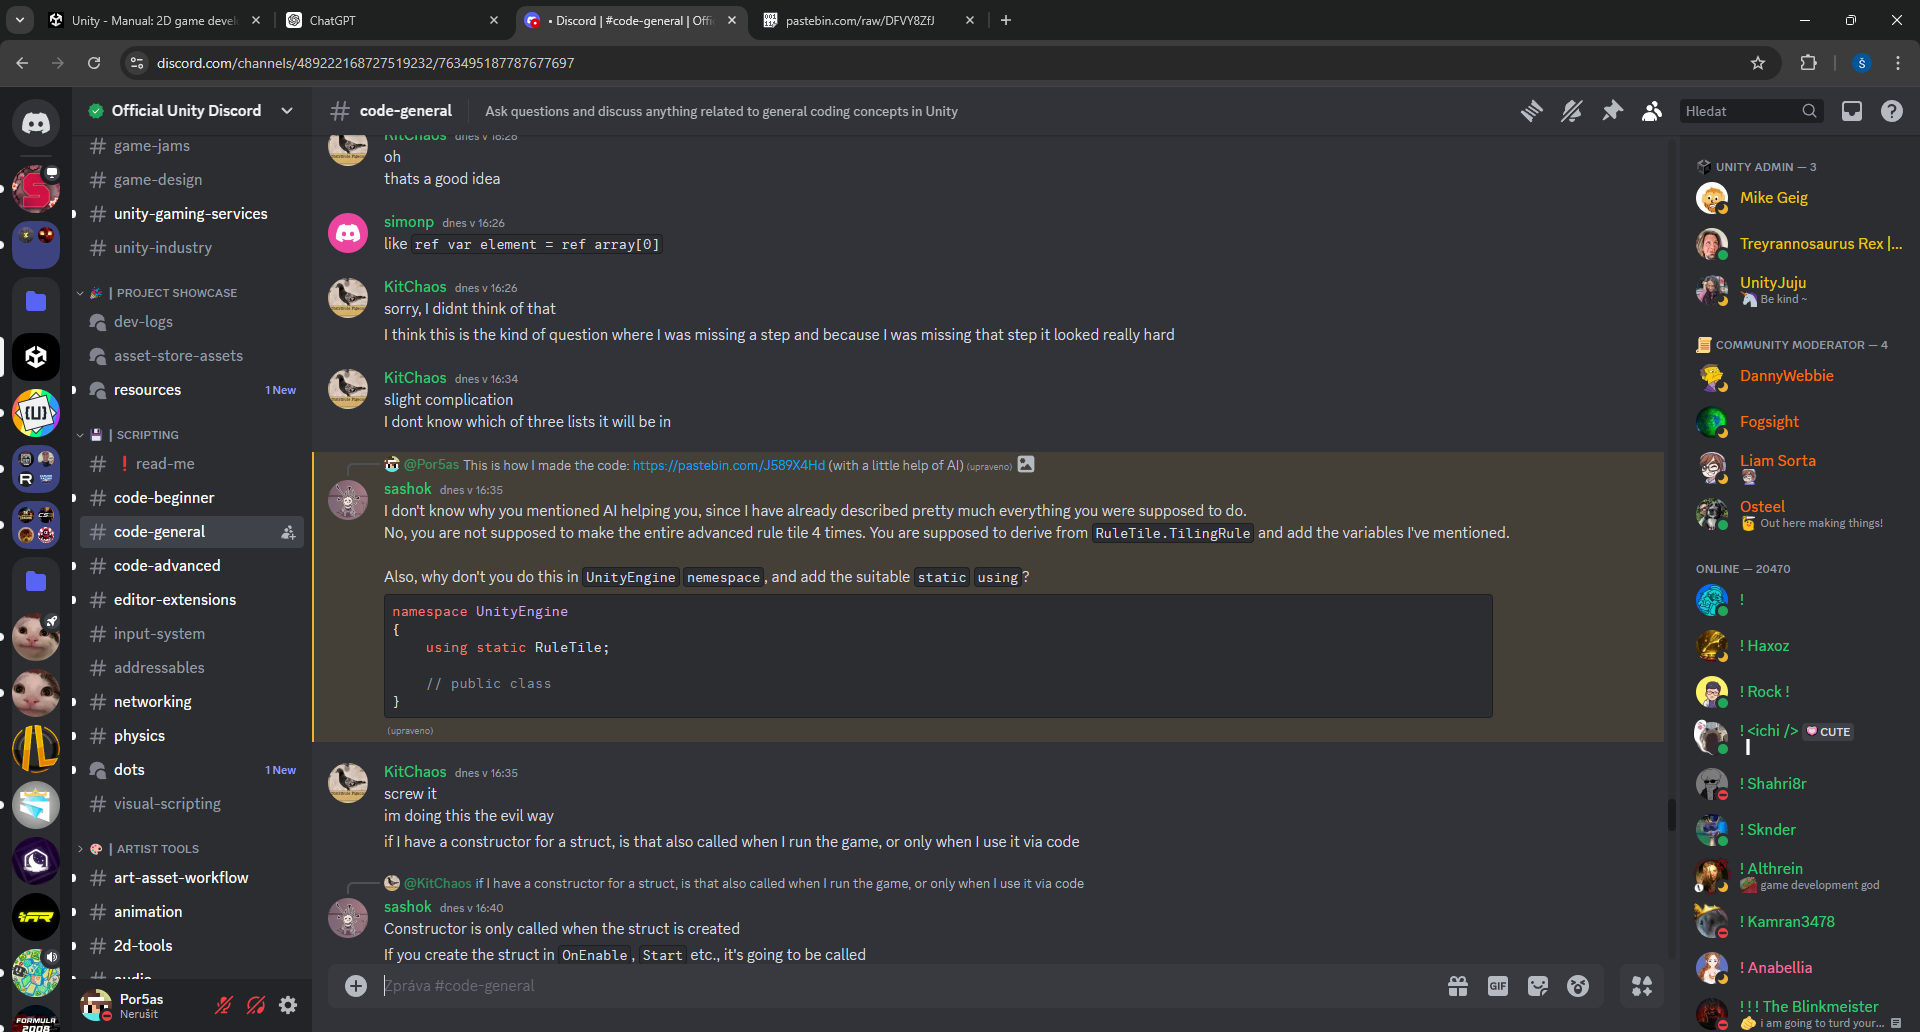 Unity - Manual: 2D game devel
ChatGPT
• Discord | #code-general | Offi
pastebin.com/raw/DFVY8ZfJ
discord.com/channels/489222168727519232/763495187787677697
Š
Official Unity Discord
code-general
Ask questions and discuss anything related to general coding concepts in Unity
Hledat
game-jams
game-design
unity-gaming-services
unity-industry
| PROJECT SHOWCASE
dev-logs
asset-store-assets
resources
1 New
| SCRIPTING
read-me
code-beginner
code-general
code-advanced
editor-extensions
input-system
addressables
networking
physics
dots
1 New
visual-scripting
| ARTIST TOOLS
art-asset-workflow
animation
2d-tools
audio
Por5as
Nerušit
FORMULA
2008
KitChaos dnes v 16:26
oh
thats a good idea
simonp dnes v 16:26
like ref var element = ref array[0]
KitChaos dnes v 16:26
sorry, I didnt think of that
I think this is the kind of question where I was missing a step and because I was missing that step it looked really hard
KitChaos dnes v 16:34
slight complication
I dont know which of three lists it will be in
@Por5as This is how I made the code: https://pastebin.com/J589X4Hd (with a little help of AI) (upraveno)
sashok dnes v 16:35
I don't know why you mentioned AI helping you, since I have already described pretty much everything you were supposed to do.
No, you are not supposed to make the entire advanced rule tile 4 times. You are supposed to derive from RuleTile.TilingRule and add the variables I've mentioned.
Also, why don't you do this in UnityEngine nemespace, and add the suitable static using?
namespace UnityEngine
{
using static RuleTile;
// public class
}
(upraveno)
KitChaos dnes v 16:35
screw it
im doing this the evil way
if I have a constructor for a struct, is that also called when I run the game, or only when I use it via code
@KitChaos if I have a constructor for a struct, is that also called when I run the game, or only when I use it via code
sashok dnes v 16:40
Constructor is only called when the struct is created
If you create the struct in OnEnable, Start etc., it's going to be called
Zpráva #code-general
GIF
UNITY ADMIN — 3
Mike Geig
Treyrannosaurus Rex |...
UnityJuju
Be kind ~
COMMUNITY MODERATOR — 4
DannyWebbie
Fogsight
Liam Sorta
Osteel
Out here making things!
ONLINE — 20470
!
! Haxoz
! Rock !
! <ichi /> CUTE
! Shahri8r
! Sknder
! Althrein
game development god
! Kamran3478
! Anabellia
! ! ! The Blinkmeister
i am going to turd your...